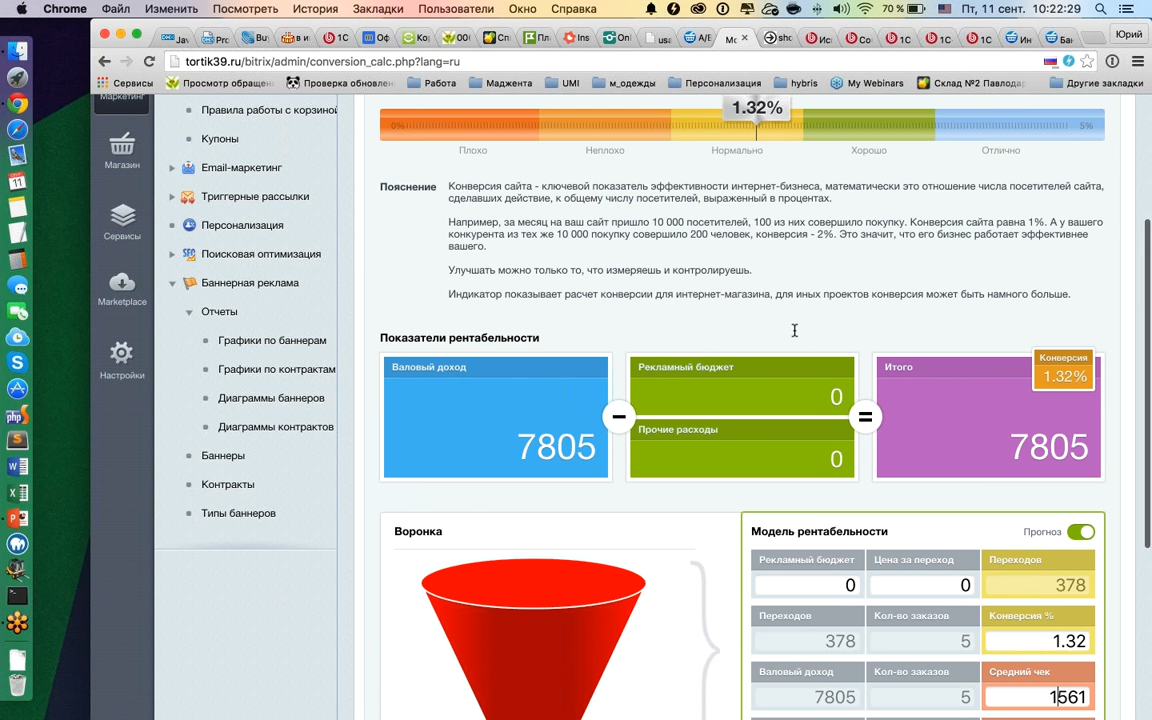 Chrome Файл Изменить Посмотреть История Закладки Пользователи Окно Справка 70 % Пт, 11 сент. 10:22:29
Юрий
tortik39.ru/bitrix/admin/conversion_calc.php?lang=ru
Сервисы Просмотр обращен Проверка обновлен Работа Маджента UMI м_одежды Персонализация hybris My Webinars Склад №2 Павлодар Другие закладки
Маркетинг
Магазин
Сервисы
Marketplace
Настройки
Правила работы с корзиной
Купоны
Email-маркетинг
Триггерные рассылки
Персонализация
Поисковая оптимизация
Баннерная реклама
Отчеты
Графики по баннерам
Графики по контрактам
Диаграммы баннеров
Диаграммы контрактов
Баннеры
Контракты
Типы баннеров
1.32%
0% 5%
Плохо Неплохо Нормально Хорошо Отлично
Пояснение
Конверсия сайта - ключевой показатель эффективности интернет-бизнеса, математически это отношение числа посетителей сайта,
сделавших действие, к общему числу посетителей, выраженный в процентах.
Например, за месяц на ваш сайт пришло 10 000 посетителей, 100 из них совершило покупку. Конверсия сайта равна 1%. А у вашего
конкурента из тех же 10 000 покупку совершило 200 человек, конверсия - 2%. Это значит, что его бизнес работает эффективнее
вашего.
Улучшать можно только то, что измеряешь и контролируешь.
Индикатор показывает расчет конверсии для интернет-магазина, для иных проектов конверсия может быть намного больше.
Показатели рентабельности
Валовый доход
7805
Рекламный бюджет
0
Прочие расходы
0
Итого
Конверсия
1.32%
7805
Воронка
Модель рентабельности Прогноз
Рекламный бюджет Цена за переход Переходов
0 0 378
Переходов Кол-во заказов Конверсия %
378 5 1.32
Валовый доход Кол-во заказов Средний чек
7805 5 1561